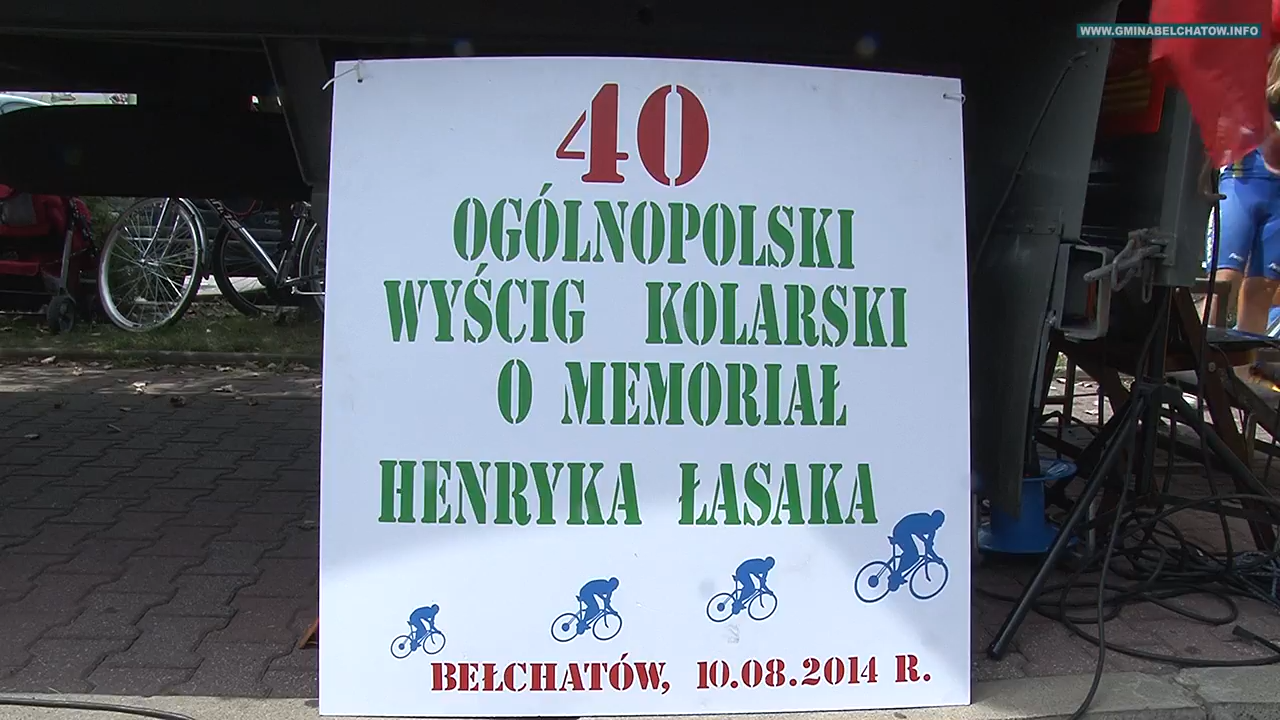 WWW.GMINABELCHATOW.INFO
40
OGÓLNOPOLSKI
WYŚCIG KOLARSKI
O MEMORIAŁ
HENRYKA ŁASAKA
BEŁCHATÓW, 10.08.2014 R.